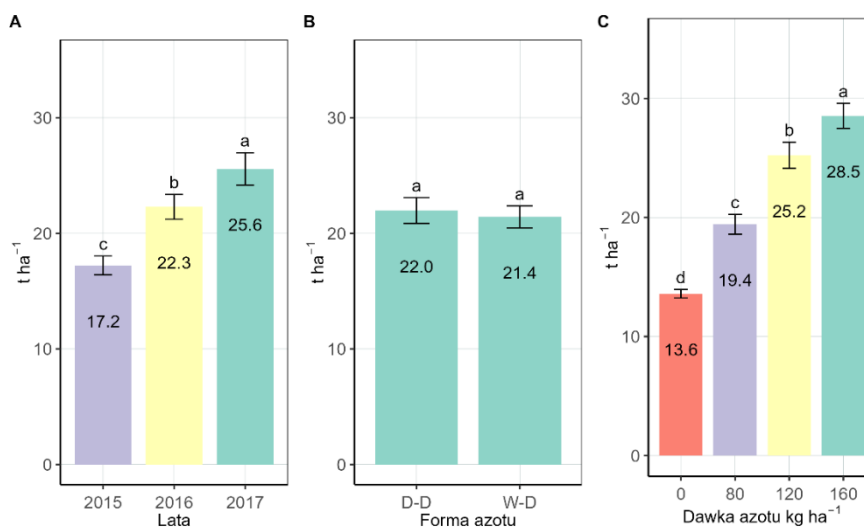 A
t ha⁻¹
30
20
10
0
c
b
a
17.2
22.3
25.6
2015 2016 2017
Lata
B
t ha⁻¹
30
20
10
0
a
a
22.0
21.4
D-D W-D
Forma azotu
C
t ha⁻¹
30
20
10
0
d
c
b
a
13.6
19.4
25.2
28.5
0 80 120 160
Dawka azotu kg ha⁻¹